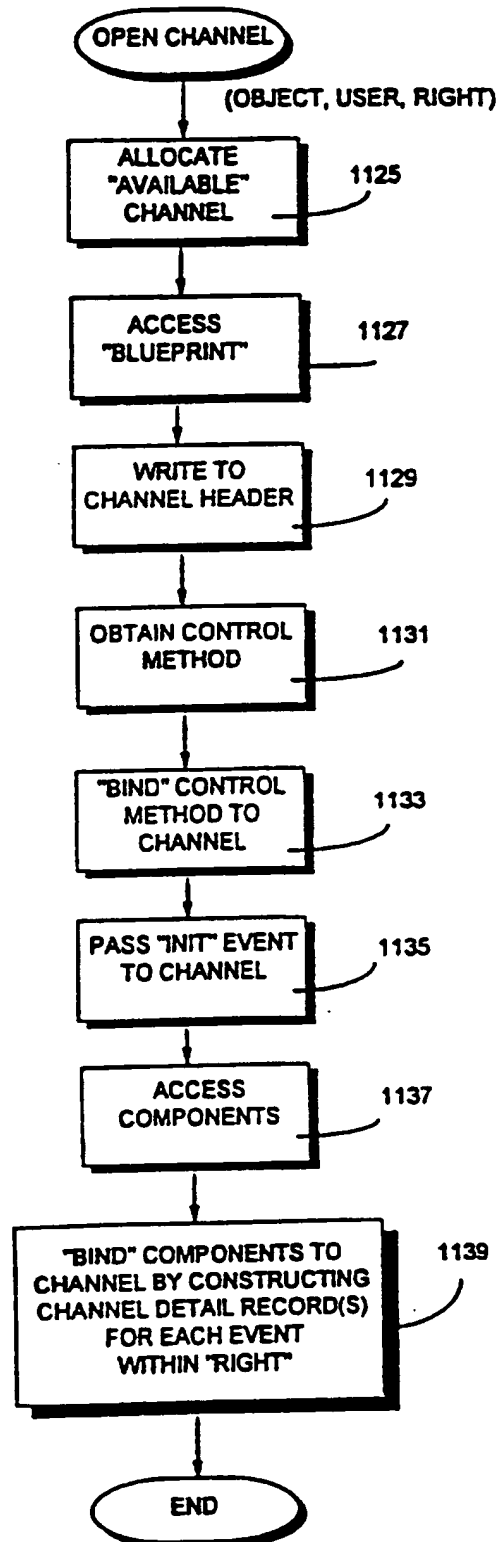 OPEN CHANNEL
(OBJECT, USER, RIGHT)
ALLOCATE
"AVAILABLE"
CHANNEL
1125
ACCESS
"BLUEPRINT"
1127
WRITE TO
CHANNEL HEADER
1129
OBTAIN CONTROL
METHOD
1131
"BIND" CONTROL
METHOD TO
CHANNEL
1133
PASS "INIT" EVENT
TO CHANNEL
1135
ACCESS
COMPONENTS
1137
"BIND" COMPONENTS TO
CHANNEL BY CONSTRUCTING
CHANNEL DETAIL RECORD(S)
FOR EACH EVENT
WITHIN "RIGHT"
1139
END